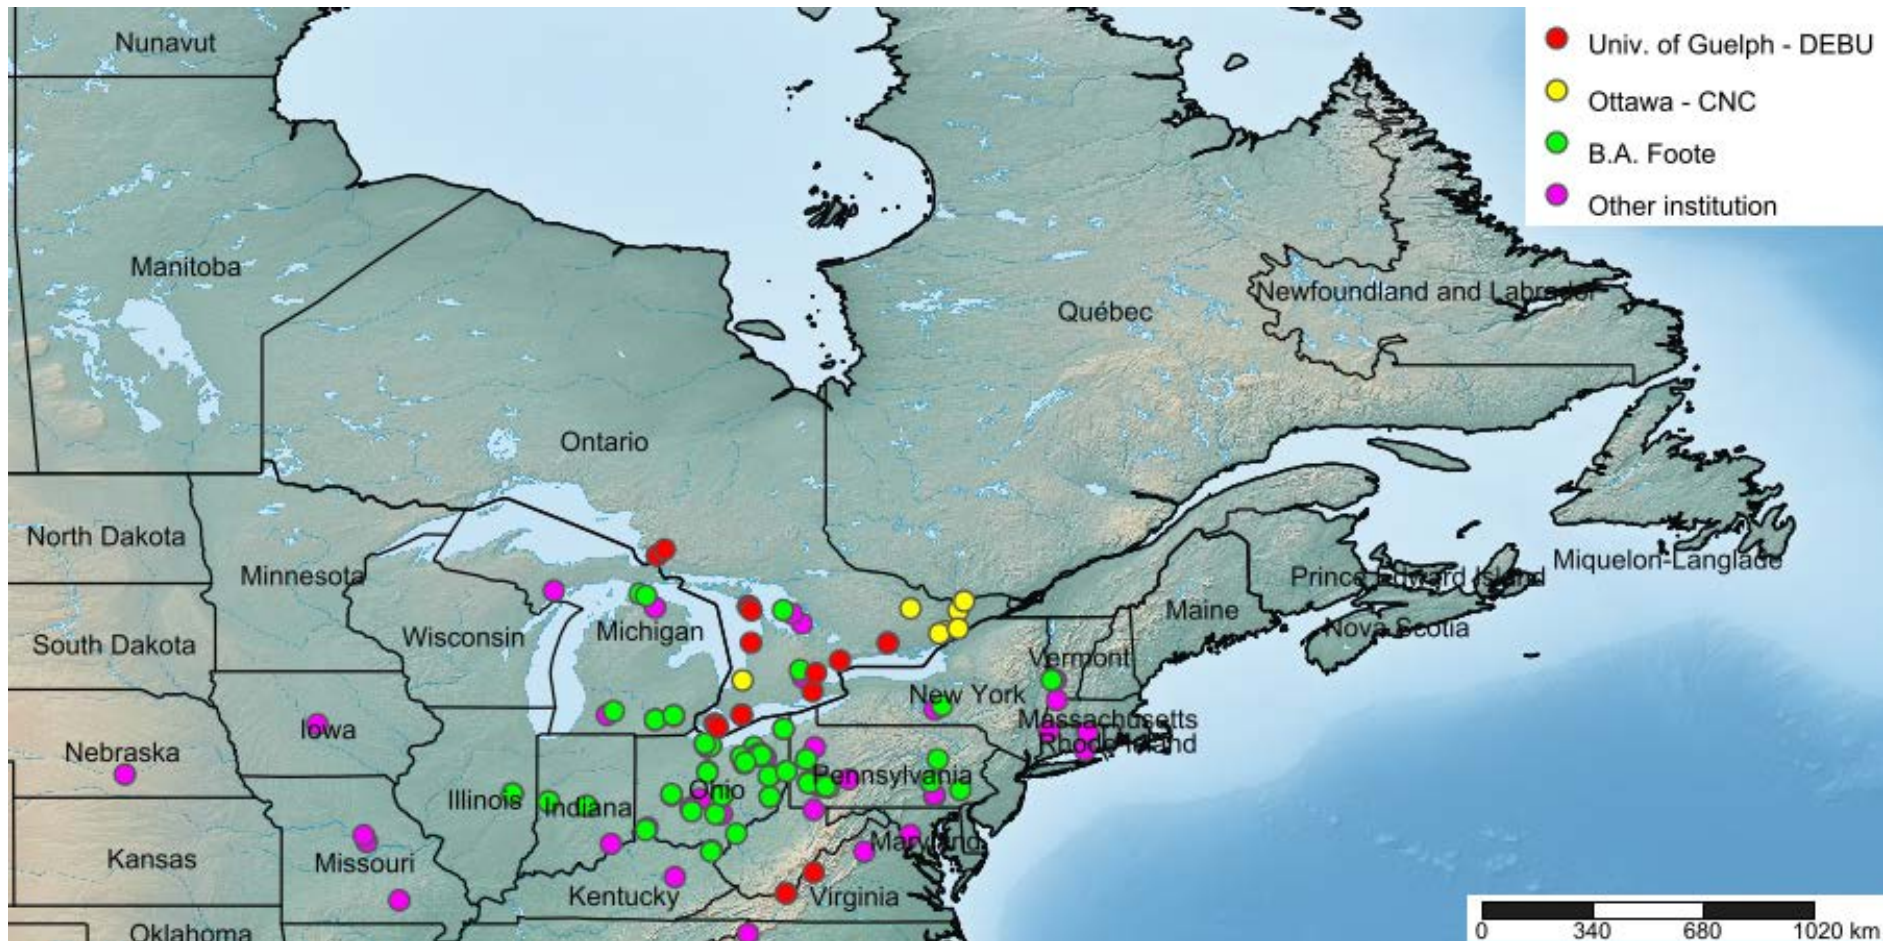 Nunavut
Univ. of Guelph - DEBU
Ottawa - CNC
B.A. Foote
Other institution
Manitoba
Newfoundland and Labrador
Québec
Ontario
North Dakota
Miquelon-Langlade
Minnesota
Prince Edward Island
Maine
Wisconsin
Michigan
South Dakota
Nova Scotia
Vermont
New York
Massachusetts
Iowa
Rhode Island
Nebraska
Pennsylvania
Ohio
Illinois
Indiana
Maryland
Kansas
Missouri
Kentucky
Virginia
Oklahoma
0 340 680 1020 km